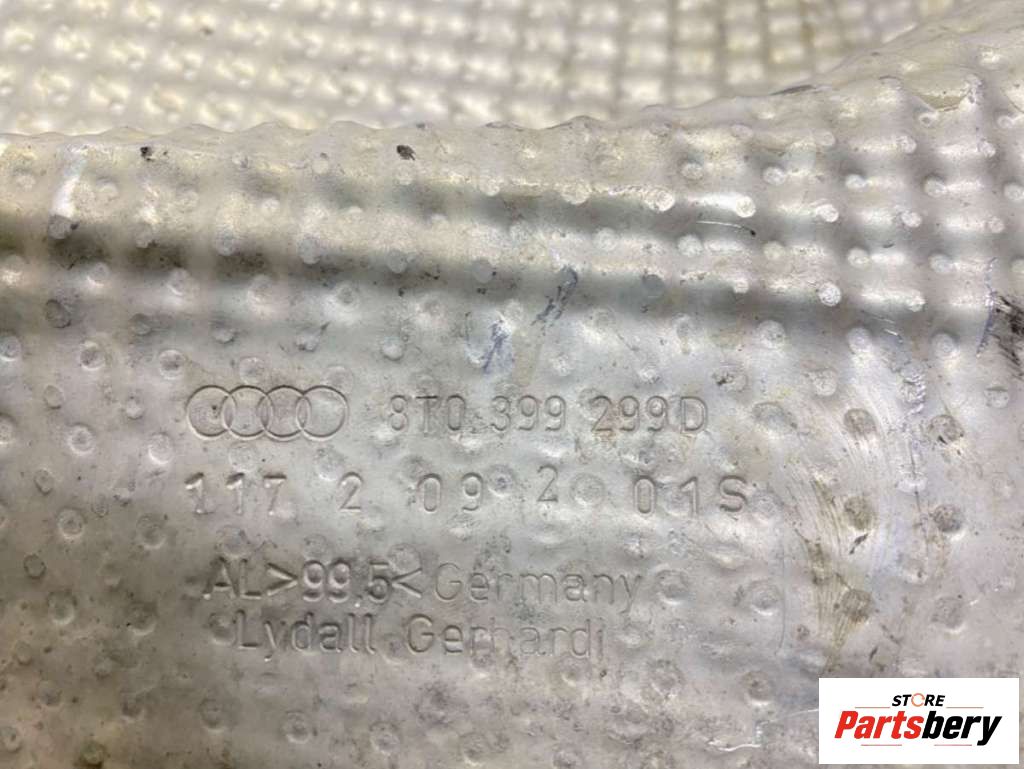 8T0 399 299D
117 2 09 2 01S
AL>99.5<Germany
Lydall Gerhardi
STORE
Partsbery